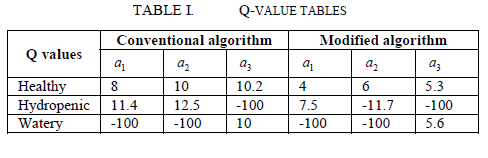 TABLE I. Q-VALUE TABLES
Q values Conventional algorithm Modified algorithm
a1 a2 a3 a1 a2 a3
Healthy 8 10 10.2 4 6 5.3
Hydropenic 11.4 12.5 -100 7.5 -11.7 -100
Watery -100 -100 10 -100 -100 5.6